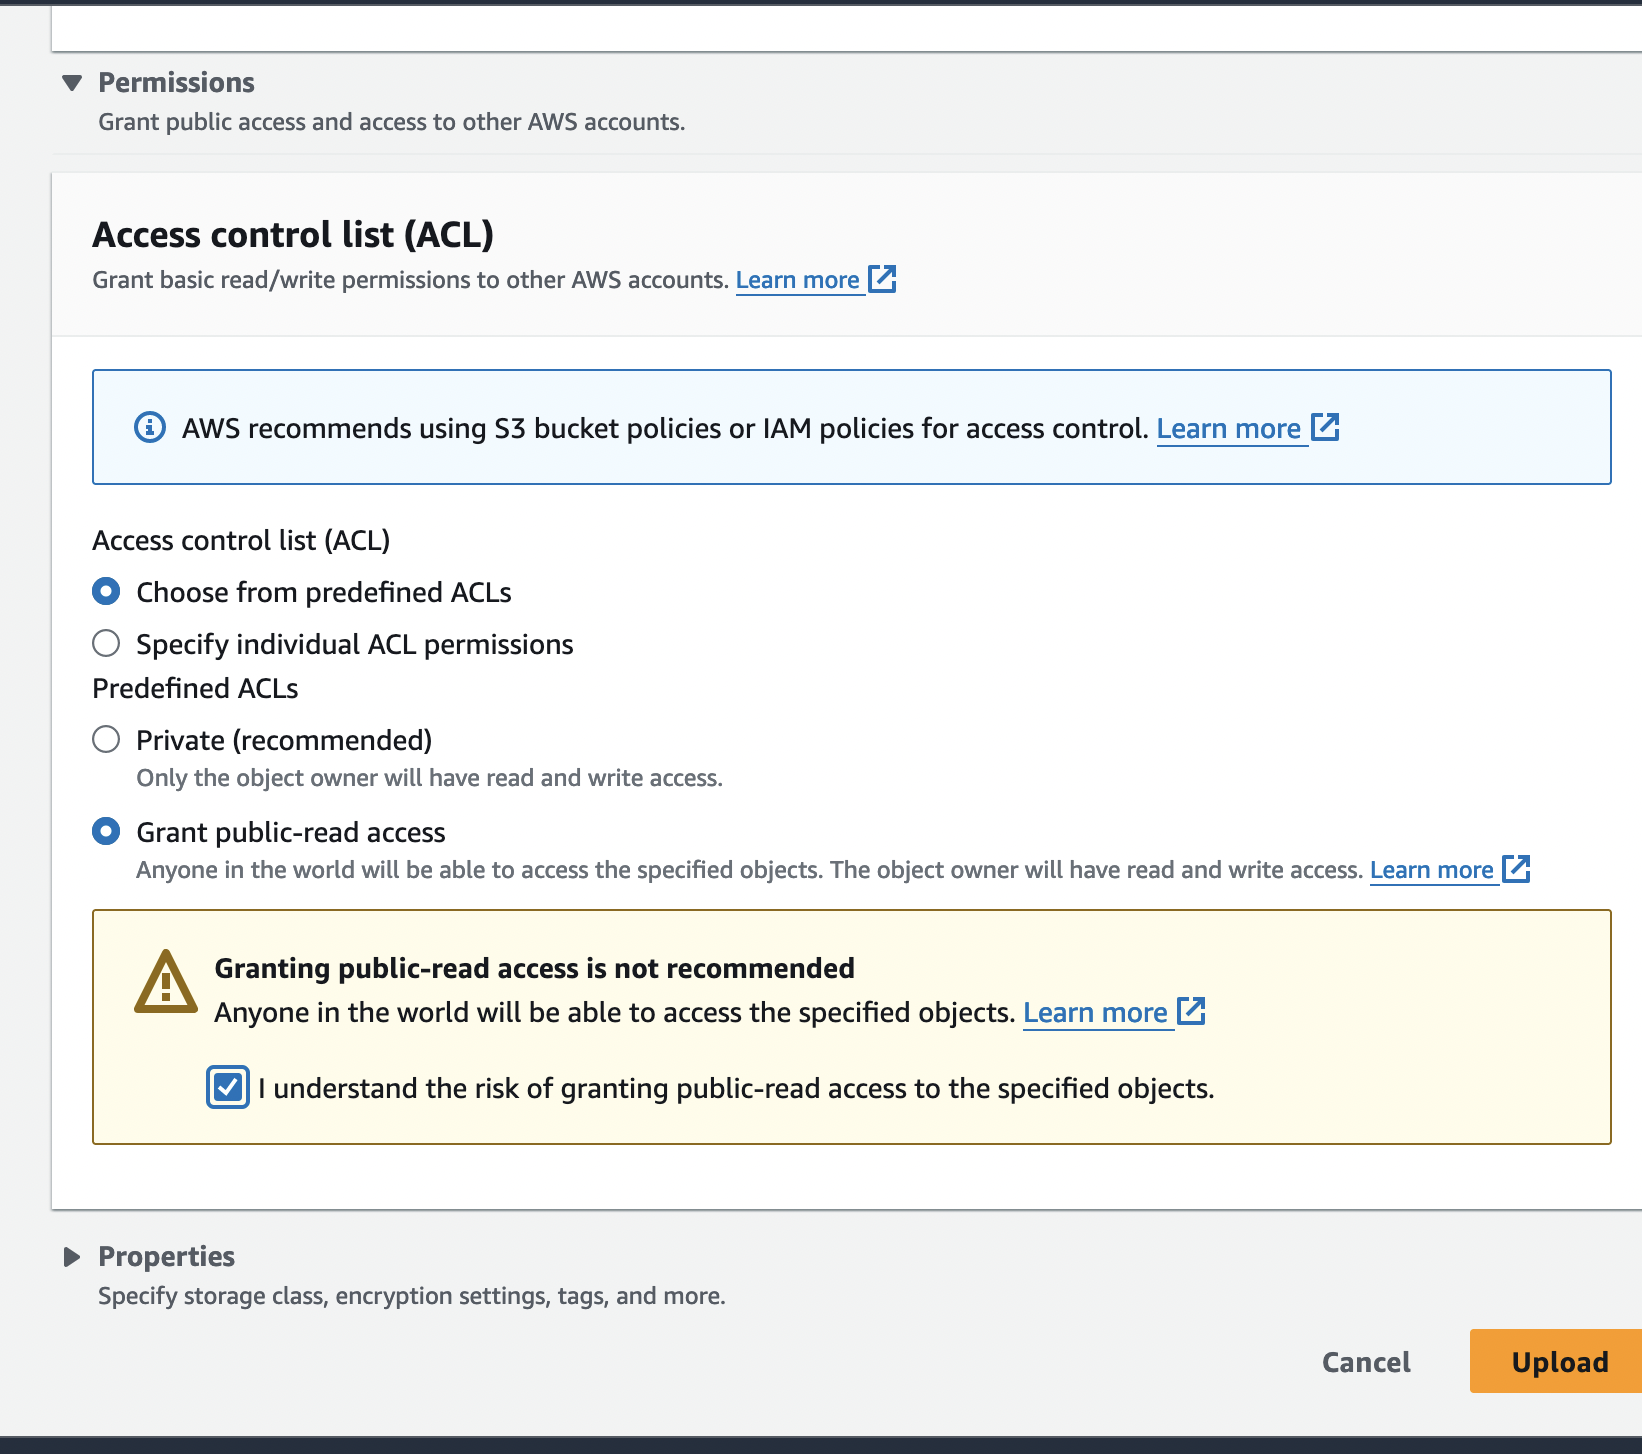 Permissions
Grant public access and access to other AWS accounts.
Access control list (ACL)
Grant basic read/write permissions to other AWS accounts. Learn more
AWS recommends using S3 bucket policies or IAM policies for access control. Learn more
Access control list (ACL)
Choose from predefined ACLs
Specify individual ACL permissions
Predefined ACLs
Private (recommended)
Only the object owner will have read and write access.
Grant public-read access
Anyone in the world will be able to access the specified objects. The object owner will have read and write access. Learn more
Granting public-read access is not recommended
Anyone in the world will be able to access the specified objects. Learn more
I understand the risk of granting public-read access to the specified objects.
Properties
Specify storage class, encryption settings, tags, and more.
Cancel Upload